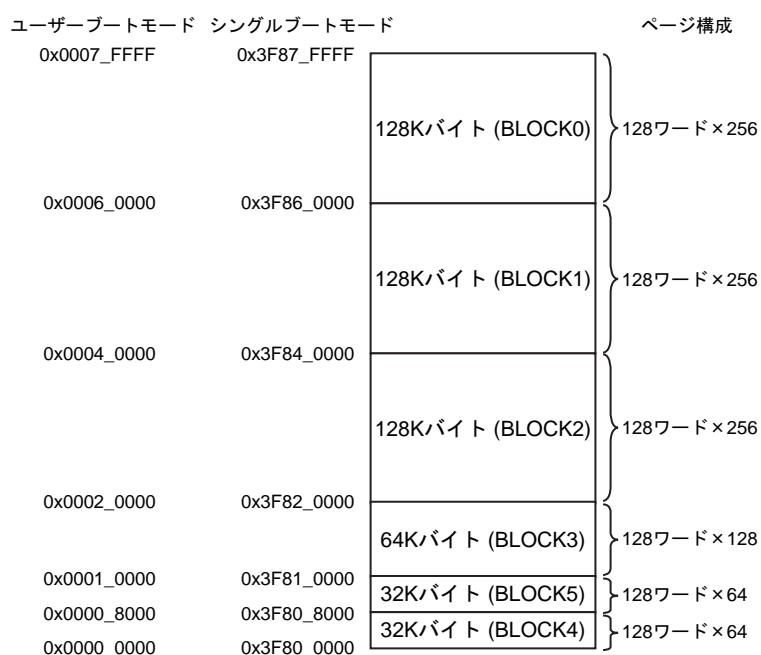 ユーザーブートモード シングルブートモード ページ構成
0x0007_FFFF 0x3F87_FFFF
128Kバイト (BLOCK0) 128ワード×256
0x0006_0000 0x3F86_0000
128Kバイト (BLOCK1) 128ワード×256
0x0004_0000 0x3F84_0000
128Kバイト (BLOCK2) 128ワード×256
0x0002_0000 0x3F82_0000
64Kバイト (BLOCK3) 128ワード×128
0x0001_0000 0x3F81_0000
32Kバイト (BLOCK5) 128ワード×64
0x0000_8000 0x3F80_8000
32Kバイト (BLOCK4) 128ワード×64
0x0000_0000 0x3F80_0000